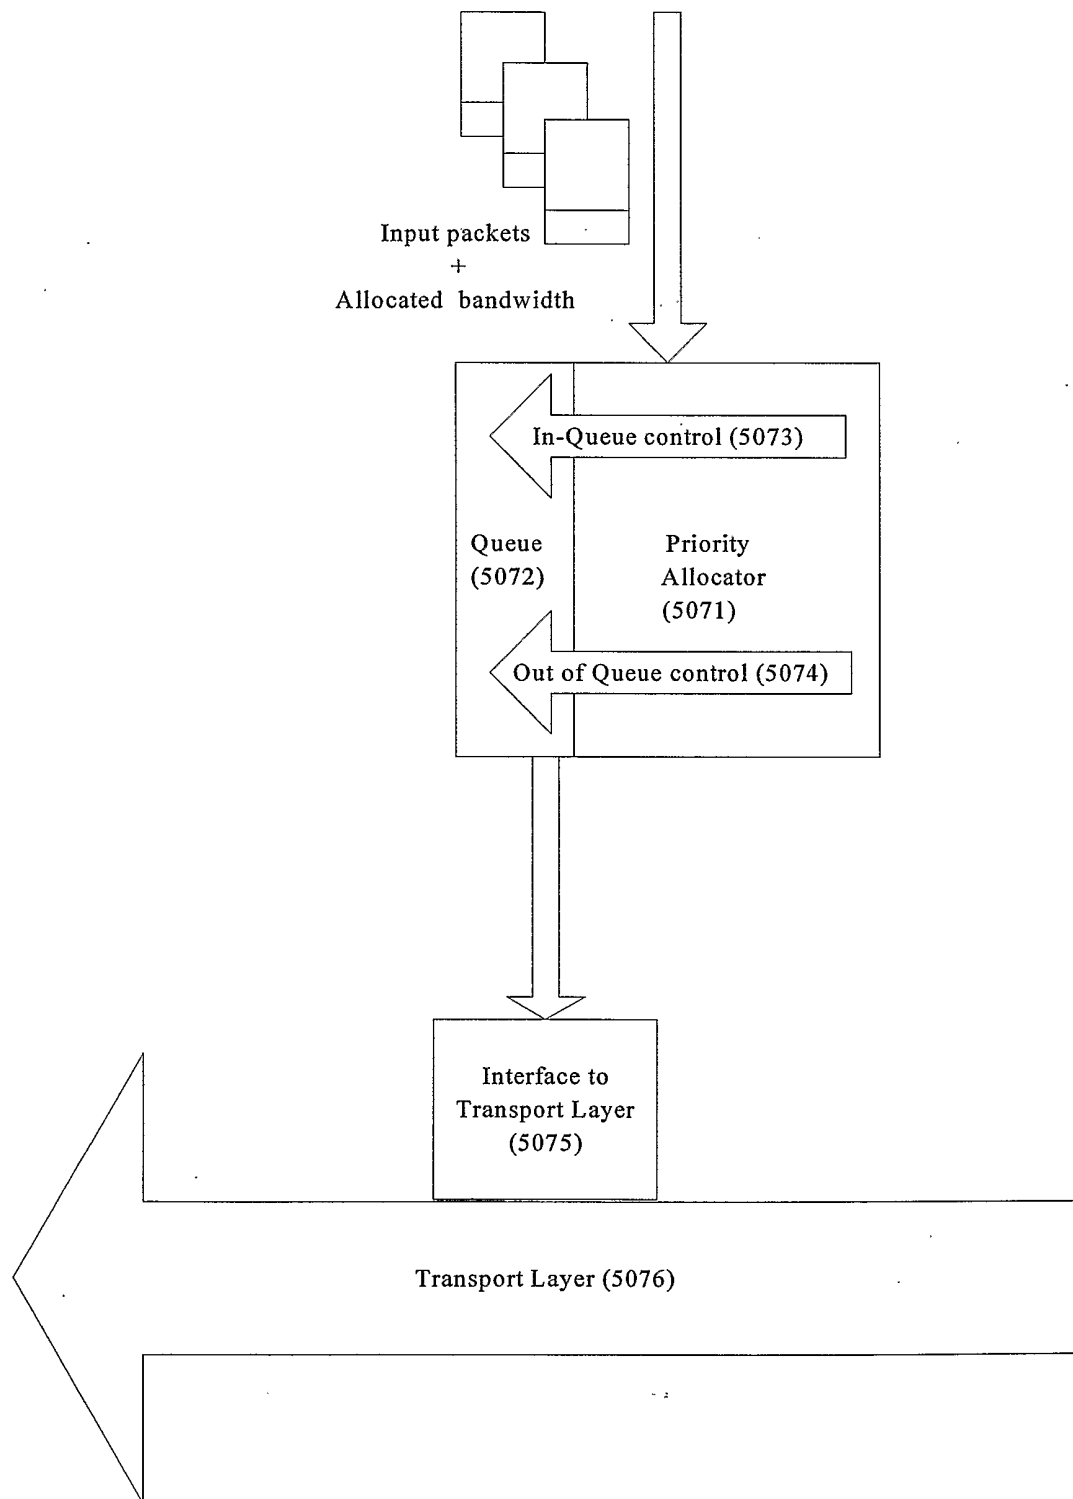 Input packets
+
Allocated bandwidth
In-Queue control (5073)
Queue
(5072)
Priority
Allocator
(5071)
Out of Queue control (5074)
Interface to
Transport Layer
(5075)
Transport Layer (5076)